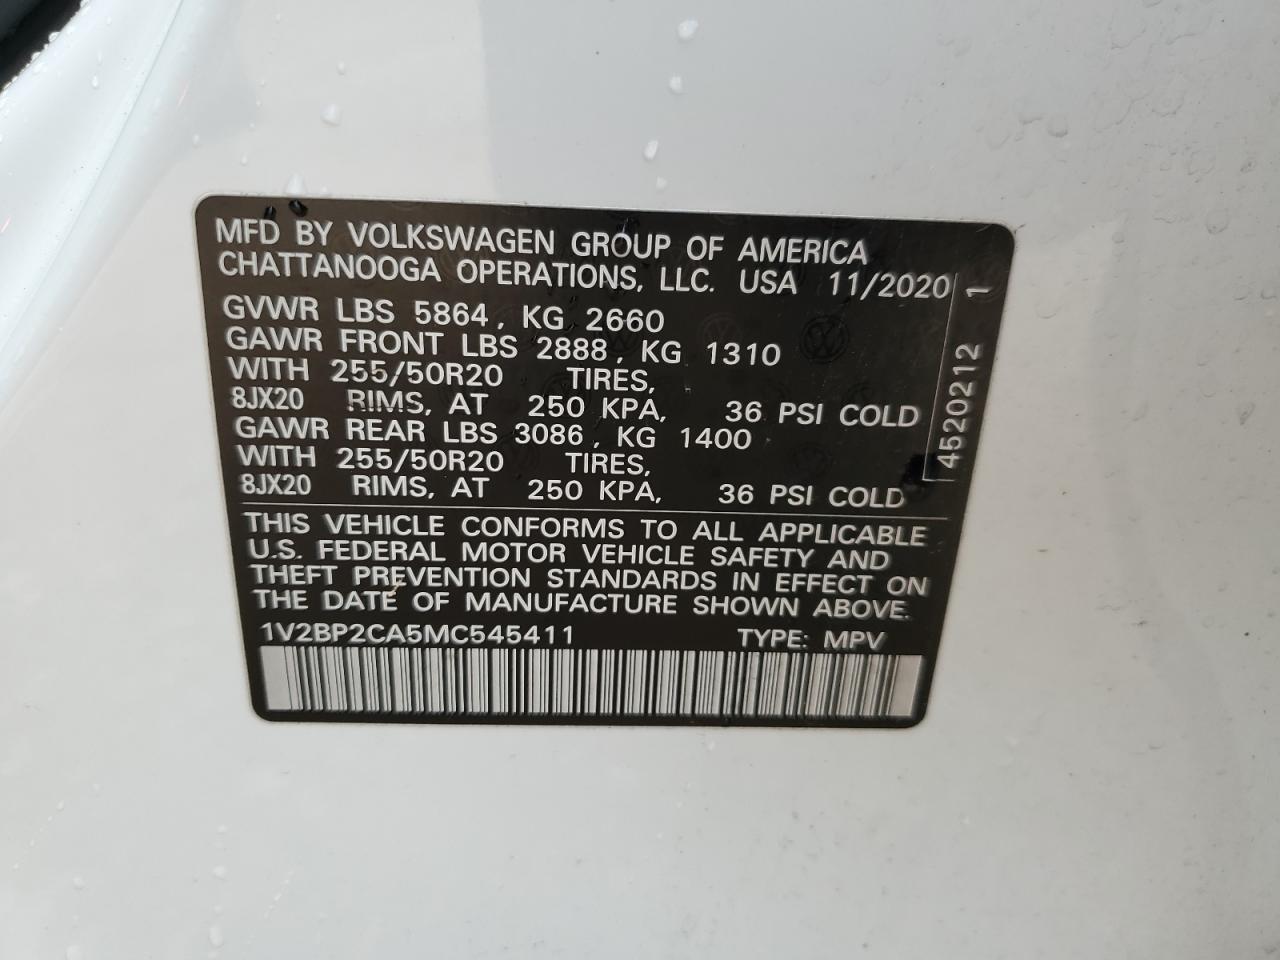 MFD BY VOLKSWAGEN GROUP OF AMERICA
CHATTANOOGA OPERATIONS, LLC. USA 11/2020
GVWR LBS 5864, KG 2660
GAWR FRONT LBS 2888, KG 1310
WITH 255/50R20 TIRES,
8JX20 RIMS, AT 250 KPA, 36 PSI COLD
GAWR REAR LBS 3086, KG 1400
WITH 255/50R20 TIRES,
8JX20 RIMS, AT 250 KPA, 36 PSI COLD
4520212 1
THIS VEHICLE CONFORMS TO ALL APPLICABLE
U.S. FEDERAL MOTOR VEHICLE SAFETY AND
THEFT PREVENTION STANDARDS IN EFFECT ON
THE DATE OF MANUFACTURE SHOWN ABOVE.
1V2BP2CA5MC545411 TYPE: MPV